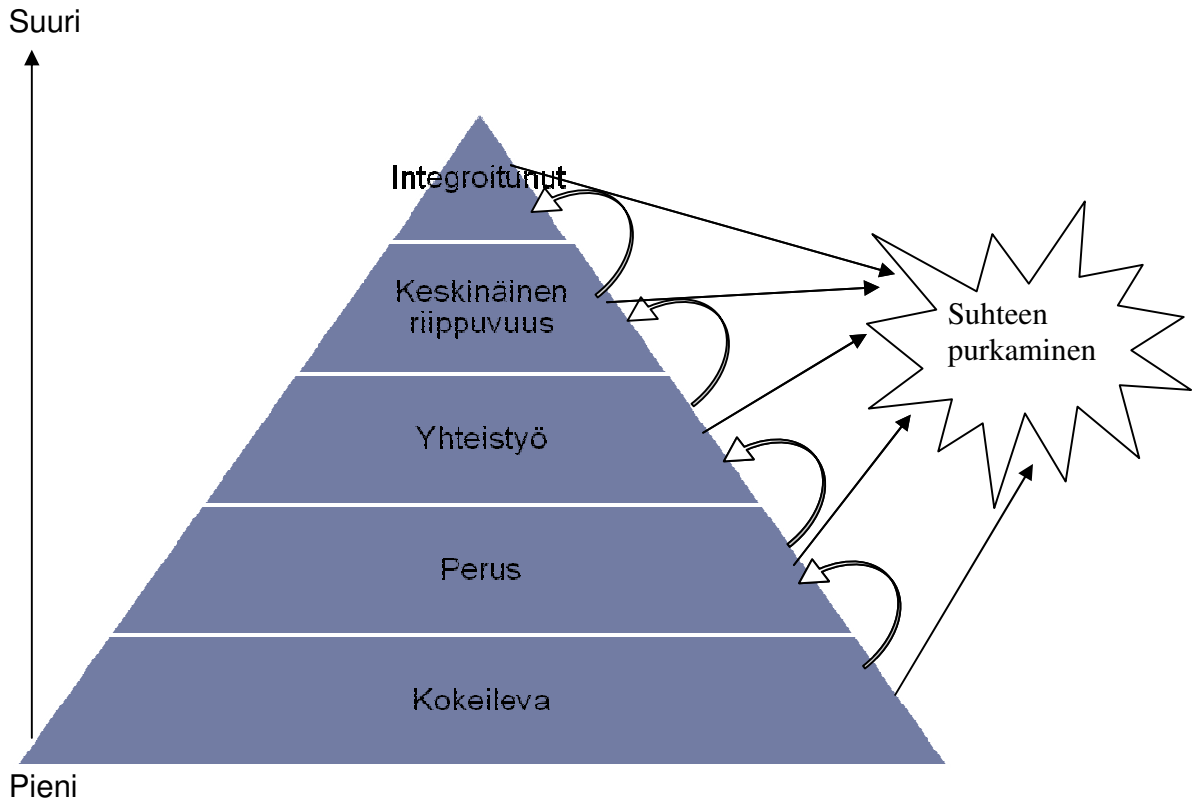 Suuri
Integroitunut
Keskinäinen
riippuvuus
Suhteen
purkaminen
Yhteistyö
Perus
Kokeileva
Pieni